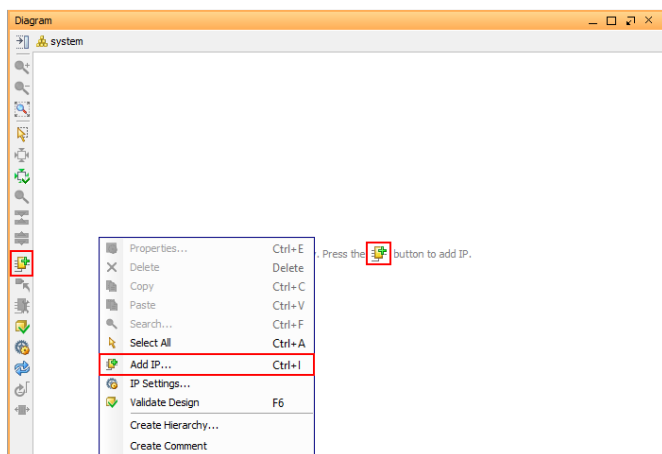 Diagram
system
. Press the button to add IP.
Properties... Ctrl+E
Delete Delete
Copy Ctrl+C
Paste Ctrl+V
Search... Ctrl+F
Select All Ctrl+A
Add IP... Ctrl+I
IP Settings...
Validate Design F6
Create Hierarchy...
Create Comment